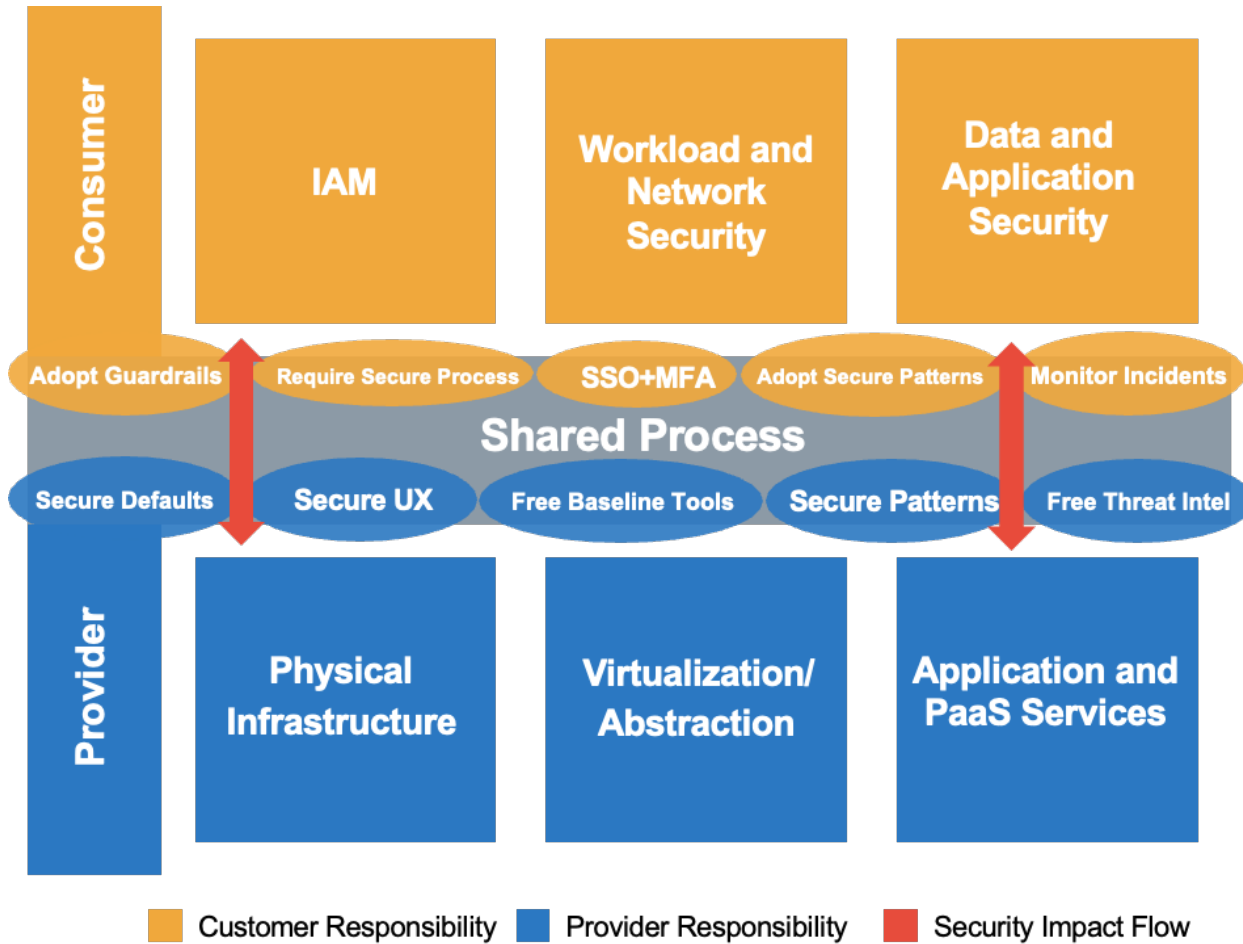 Consumer
IAM
Workload and
Network
Security
Data and
Application
Security
Adopt Guardrails
Require Secure Process
SSO+MFA
Adopt Secure Patterns
Monitor Incidents
Shared Process
Secure Defaults
Secure UX
Free Baseline Tools
Secure Patterns
Free Threat Intel
Provider
Physical
Infrastructure
Virtualization/
Abstraction
Application and
PaaS Services
Customer Responsibility
Provider Responsibility
Security Impact Flow